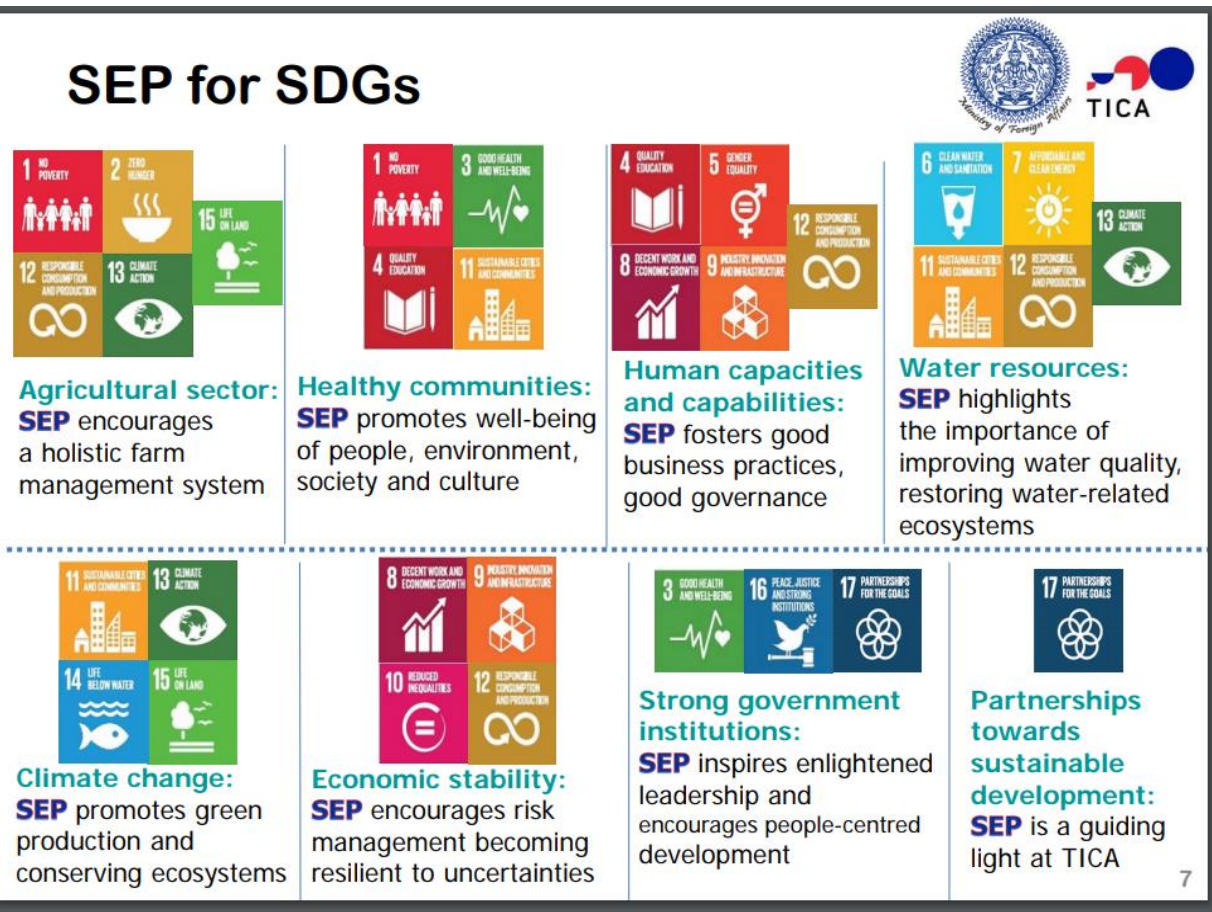 SEP for SDGs
Ministry of Foreign Affairs
TICA
1 NO
POVERTY
2 ZERO
HUNGER
15 LIFE
ON LAND
12 RESPONSIBLE
CONSUMPTION
AND PRODUCTION
13 CLIMATE
ACTION
Agricultural sector:
SEP encourages
a holistic farm
management system
1 NO
POVERTY
3 GOOD HEALTH
AND WELL-BEING
4 QUALITY
EDUCATION
11 SUSTAINABLE CITIES
AND COMMUNITIES
Healthy communities:
SEP promotes well-being
of people, environment,
society and culture
4 QUALITY
EDUCATION
5 GENDER
EQUALITY
12 RESPONSIBLE
CONSUMPTION
AND PRODUCTION
8 DECENT WORK AND
ECONOMIC GROWTH
9 INDUSTRY, INNOVATION
AND INFRASTRUCTURE
Human capacities
and capabilities:
SEP fosters good
business practices,
good governance
6 CLEAN WATER
AND SANITATION
7 AFFORDABLE AND
CLEAN ENERGY
13 CLIMATE
ACTION
11 SUSTAINABLE CITIES
AND COMMUNITIES
12 RESPONSIBLE
CONSUMPTION
AND PRODUCTION
Water resources:
SEP highlights
the importance of
improving water quality,
restoring water-related
ecosystems
11 SUSTAINABLE CITIES
AND COMMUNITIES
13 CLIMATE
ACTION
14 LIFE
BELOW WATER
15 LIFE
ON LAND
Climate change:
SEP promotes green
production and
conserving ecosystems
8 DECENT WORK AND
ECONOMIC GROWTH
9 INDUSTRY, INNOVATION
AND INFRASTRUCTURE
10 REDUCED
INEQUALITIES
12 RESPONSIBLE
CONSUMPTION
AND PRODUCTION
Economic stability:
SEP encourages risk
management becoming
resilient to uncertainties
3 GOOD HEALTH
AND WELL-BEING
16 PEACE, JUSTICE
AND STRONG
INSTITUTIONS
17 PARTNERSHIPS
FOR THE GOALS
Strong government
institutions:
SEP inspires enlightened
leadership and
encourages people-centred
development
17 PARTNERSHIPS
FOR THE GOALS
Partnerships
towards
sustainable
development:
SEP is a guiding
light at TICA
7